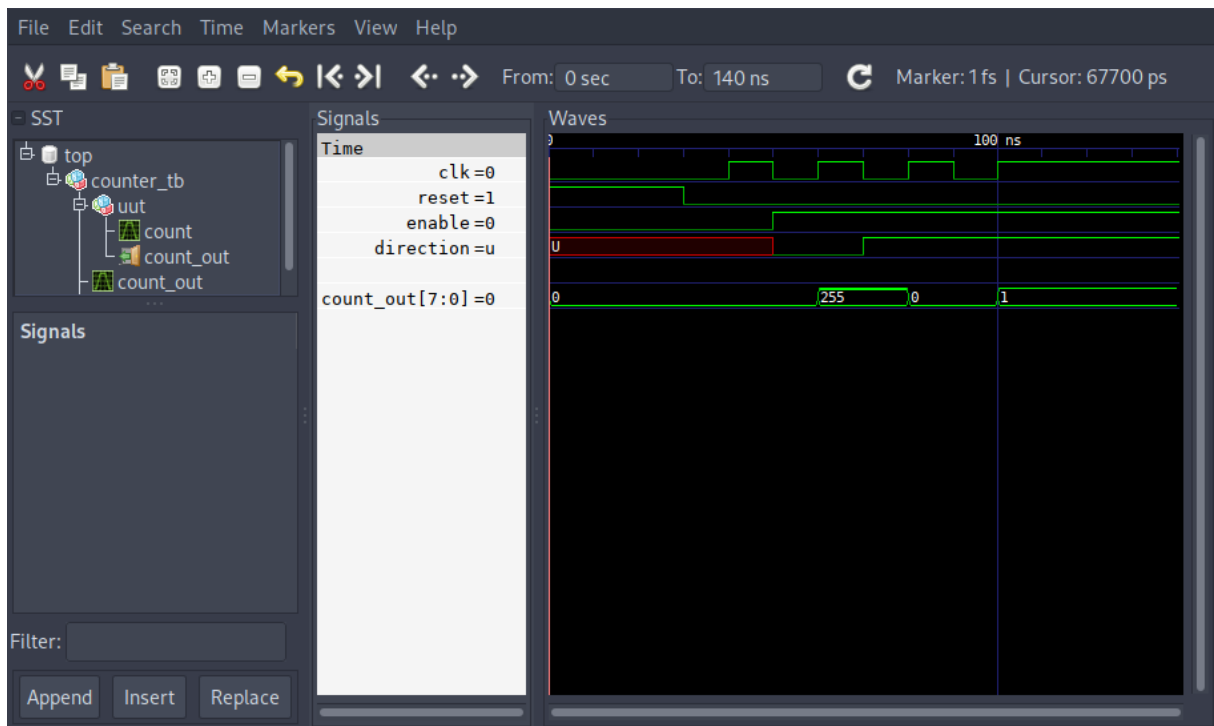 File Edit Search Time Markers View Help
From: 0 sec To: 140 ns Marker: 1 fs | Cursor: 67700 ps
SST
top
counter_tb
uut
count
count_out
count_out
Signals
Filter:
Append Insert Replace
Signals
Time
clk =0
reset =1
enable =0
direction =u
count_out[7:0] =0
Waves
0 100 ns
U
0 255 0 1